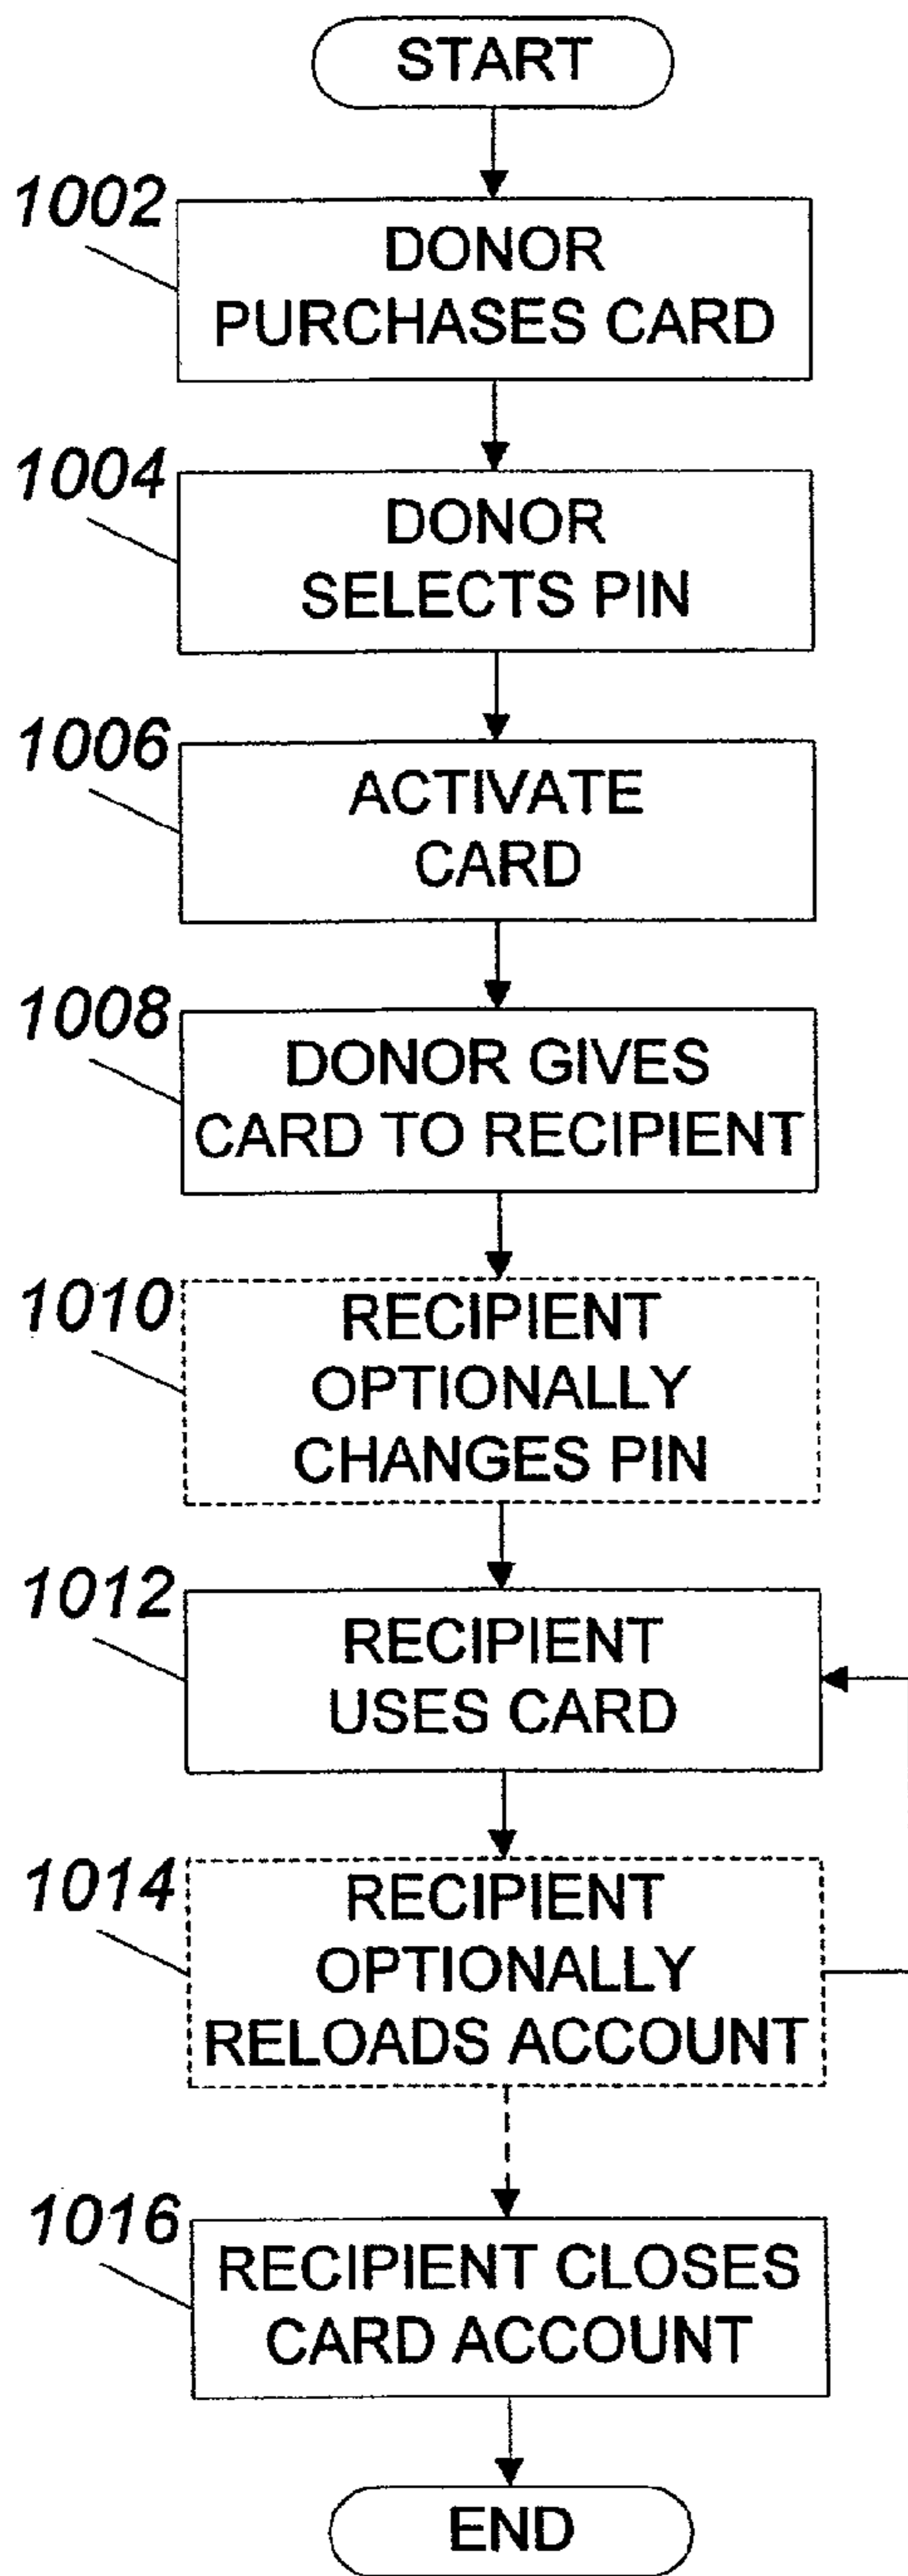 START
1002
DONOR
PURCHASES CARD
1004
DONOR
SELECTS PIN
1006
ACTIVATE
CARD
1008
DONOR GIVES
CARD TO RECIPIENT
1010
RECIPIENT
OPTIONALLY
CHANGES PIN
1012
RECIPIENT
USES CARD
1014
RECIPIENT
OPTIONALLY
RELOADS ACCOUNT
1016
RECIPIENT CLOSES
CARD ACCOUNT
END